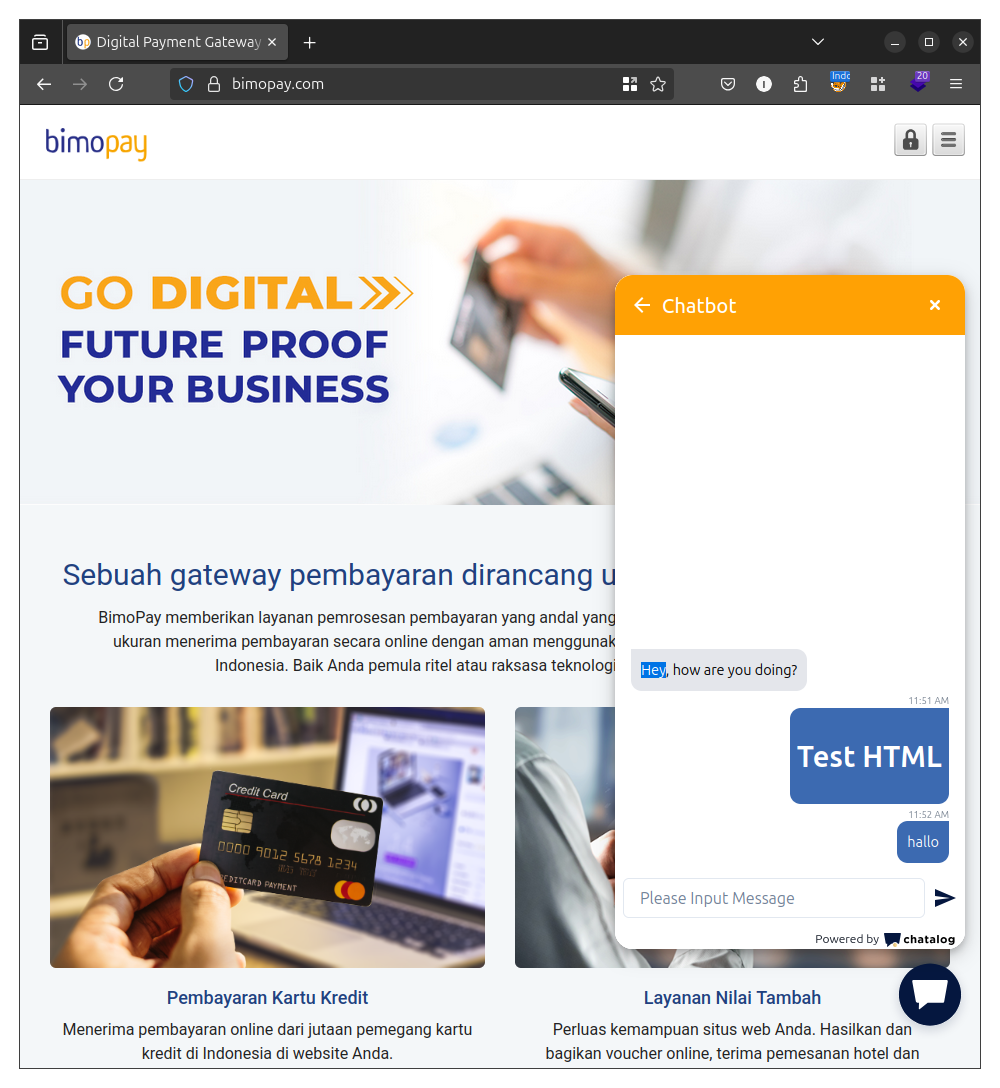 Digital Payment Gateway
bimopay.com
Indo
20
bimopay
GO DIGITAL
FUTURE PROOF
YOUR BUSINESS
Chatbot
Sebuah gateway pembayaran dirancang u
BimoPay memberikan layanan pemrosesan pembayaran yang andal yang
ukuran menerima pembayaran secara online dengan aman menggunak
Indonesia. Baik Anda pemula ritel atau raksasa teknologi
Hey, how are you doing?
11:51 AM
Test HTML
11:52 AM
hallo
Please Input Message
Powered by chatalog
Credit Card
0000 9012 5678 1234
CREDITCARD PAYMENT
Pembayaran Kartu Kredit
Menerima pembayaran online dari jutaan pemegang kartu
kredit di Indonesia di website Anda.
Layanan Nilai Tambah
Perluas kemampuan situs web Anda. Hasilkan dan
bagikan voucher online, terima pemesanan hotel dan